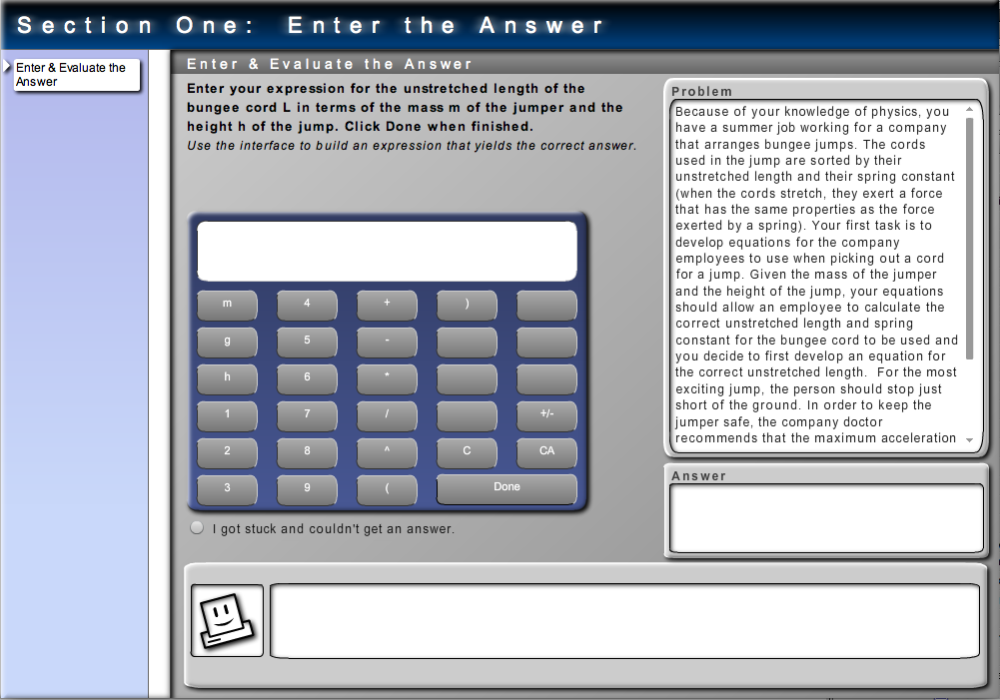 Section One: Enter the Answer
Enter & Evaluate the
Answer
Enter & Evaluate the Answer
Enter your expression for the unstretched length of the
bungee cord L in terms of the mass m of the jumper and the
height h of the jump. Click Done when finished.
Use the interface to build an expression that yields the correct answer.
m 4 + )
g 5 -
h 6 *
1 7 / +/-
2 8 ^ C CA
3 9 ( Done
I got stuck and couldn't get an answer.
Problem
Because of your knowledge of physics, you
have a summer job working for a company
that arranges bungee jumps. The cords
used in the jump are sorted by their
unstretched length and their spring constant
(when the cords stretch, they exert a force
that has the same properties as the force
exerted by a spring). Your first task is to
develop equations for the company
employees to use when picking out a cord
for a jump. Given the mass of the jumper
and the height of the jump, your equations
should allow an employee to calculate the
correct unstretched length and spring
constant for the bungee cord to be used and
you decide to first develop an equation for
the correct unstretched length. For the most
exciting jump, the person should stop just
short of the ground. In order to keep the
jumper safe, the company doctor
recommends that the maximum acceleration
Answer